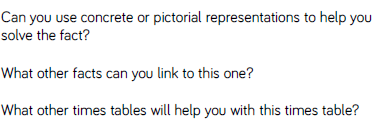 Can you use concrete or pictorial representations to help you
solve the fact?
What other facts can you link to this one?
What other times tables will help you with this times table?